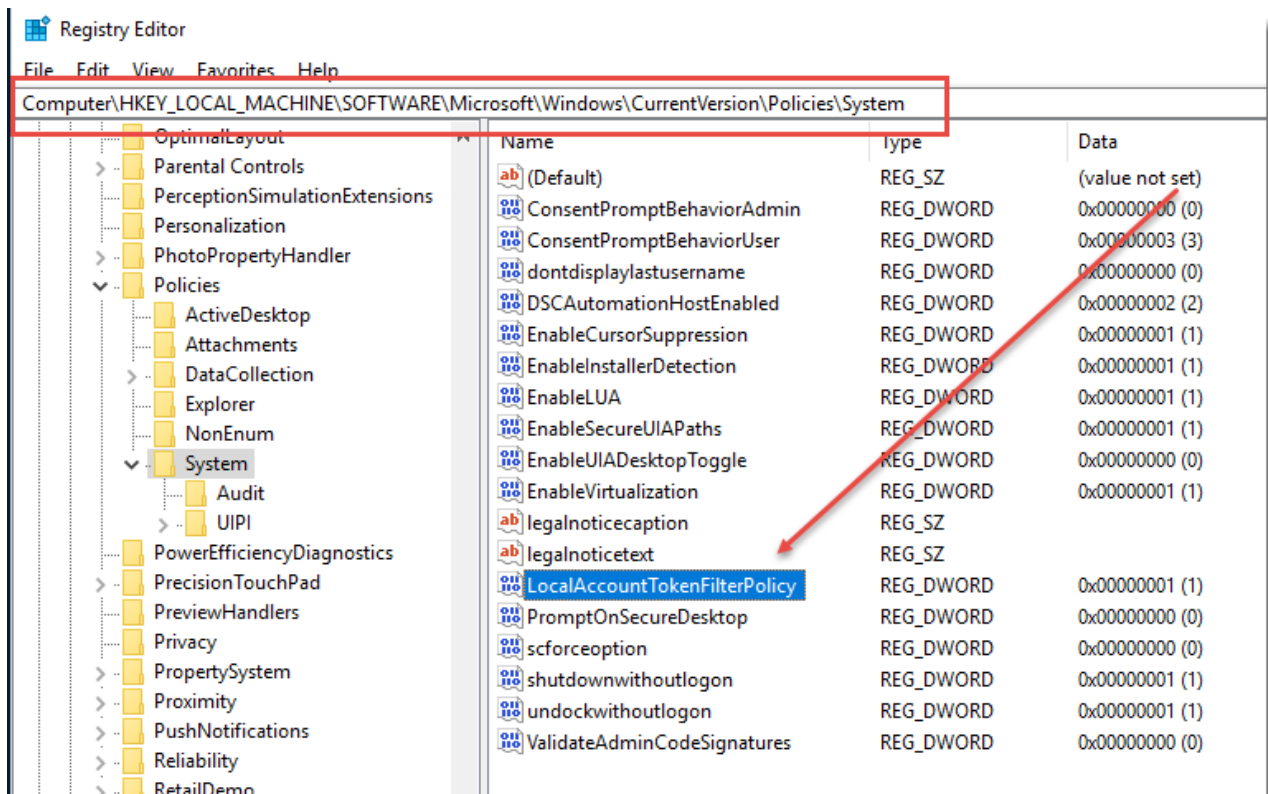 Registry Editor
File Edit View Favorites Help
Computer\HKEY_LOCAL_MACHINE\SOFTWARE\Microsoft\Windows\CurrentVersion\Policies\System
OptimalLayout
Parental Controls
PerceptionSimulationExtensions
Personalization
PhotoPropertyHandler
Policies
ActiveDesktop
Attachments
DataCollection
Explorer
NonEnum
System
Audit
UIPI
PowerEfficiencyDiagnostics
PrecisionTouchPad
PreviewHandlers
Privacy
PropertySystem
Proximity
PushNotifications
Reliability
RetailDemo
Name Type Data
(Default) REG_SZ (value not set)
ConsentPromptBehaviorAdmin REG_DWORD 0x00000000 (0)
ConsentPromptBehaviorUser REG_DWORD 0x00000003 (3)
dontdisplaylastusername REG_DWORD 0x00000000 (0)
DSCAutomationHostEnabled REG_DWORD 0x00000002 (2)
EnableCursorSuppression REG_DWORD 0x00000001 (1)
EnableInstallerDetection REG_DWORD 0x00000001 (1)
EnableLUA REG_DWORD 0x00000001 (1)
EnableSecureUIAPaths REG_DWORD 0x00000001 (1)
EnableUIADesktopToggle REG_DWORD 0x00000000 (0)
EnableVirtualization REG_DWORD 0x00000001 (1)
legalnoticecaption REG_SZ
legalnoticetext REG_SZ
LocalAccountTokenFilterPolicy REG_DWORD 0x00000001 (1)
PromptOnSecureDesktop REG_DWORD 0x00000000 (0)
scforceoption REG_DWORD 0x00000000 (0)
shutdownwithoutlogon REG_DWORD 0x00000001 (1)
undockwithoutlogon REG_DWORD 0x00000001 (1)
ValidateAdminCodeSignatures REG_DWORD 0x00000000 (0)